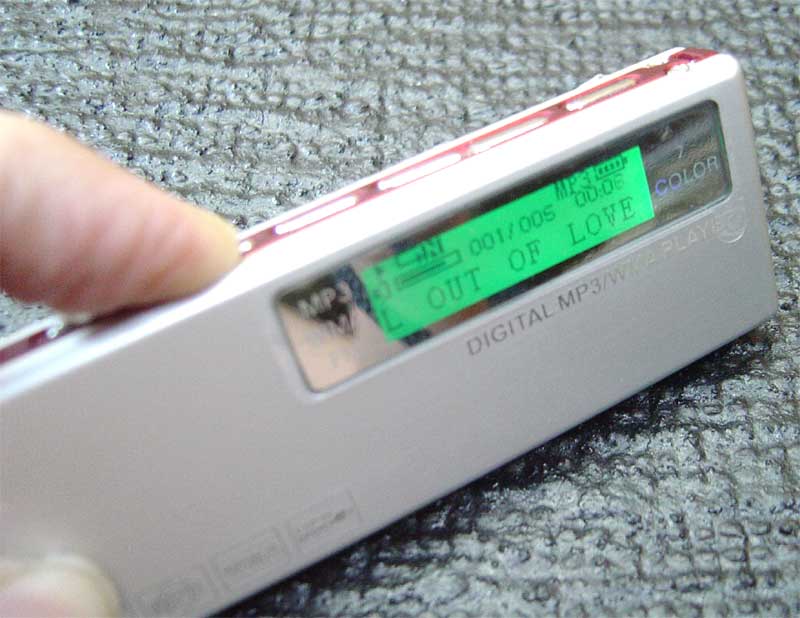 MP3 00:06
001/005
L OUT OF LOVE
COLOR
MP3
DIGITAL MP3/WMA PLAYER